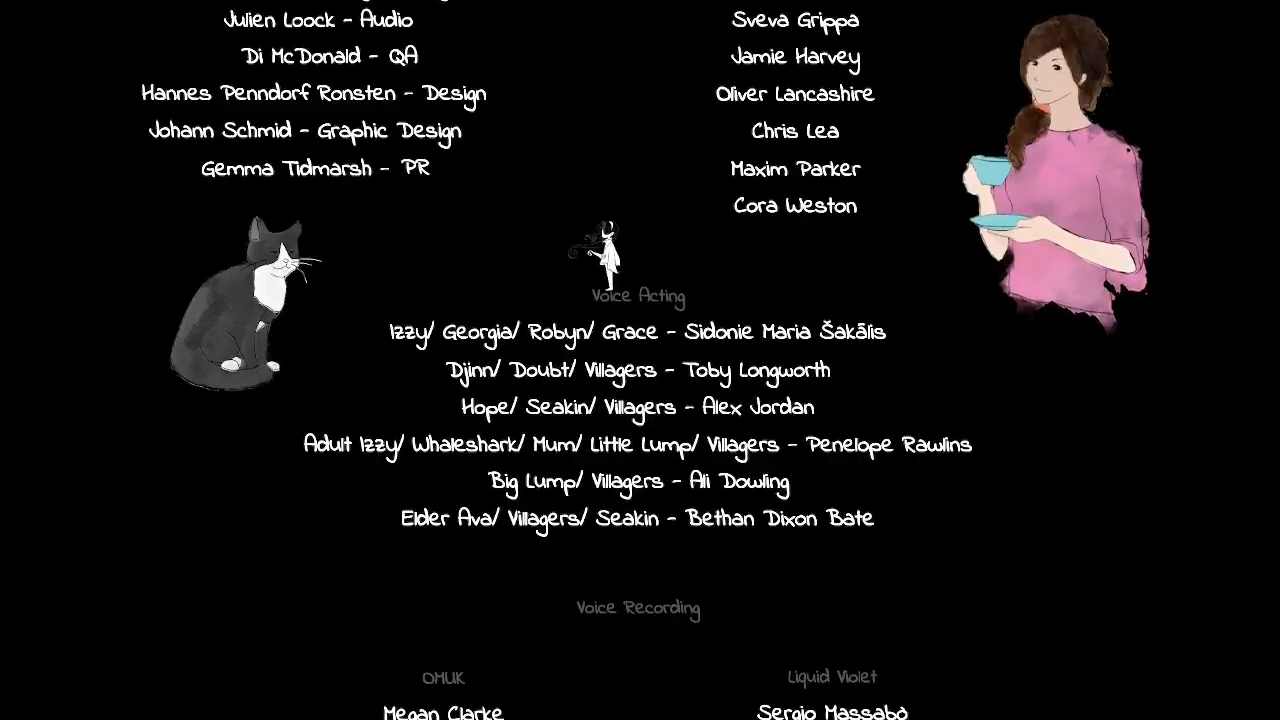 Julien Loock - Audio
Di McDonald - QA
Hannes Penndorf Ronsten - Design
Johann Schmid - Graphic Design
Gemma Tidmarsh - PR
Sveva Grippa
Jamie Harvey
Oliver Lancashire
Chris Lea
Maxim Parker
Cora Weston
Voice Acting
Izzy/ Georgia/ Robyn/ Grace - Sidonie Maria Šakālis
Djinn/ Doubt/ Villagers - Toby Longworth
Hope/ Seakin/ Villagers - Alex Jordan
Adult Izzy/ Whaleshark/ Mum/ Little Lump/ Villagers - Penelope Rawlins
Big Lump/ Villagers - Ali Dowling
Elder Ava/ Villagers/ Seakin - Bethan Dixon Bate
Voice Recording
OMUK
Megan Clarke
Liquid Violet
Sergio Massabò